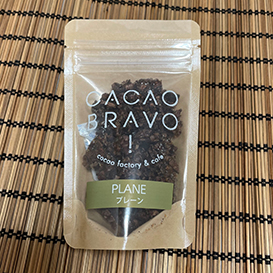 CACAO
BRAVO
!
cacao factory & cafe
PLANE
プレーン